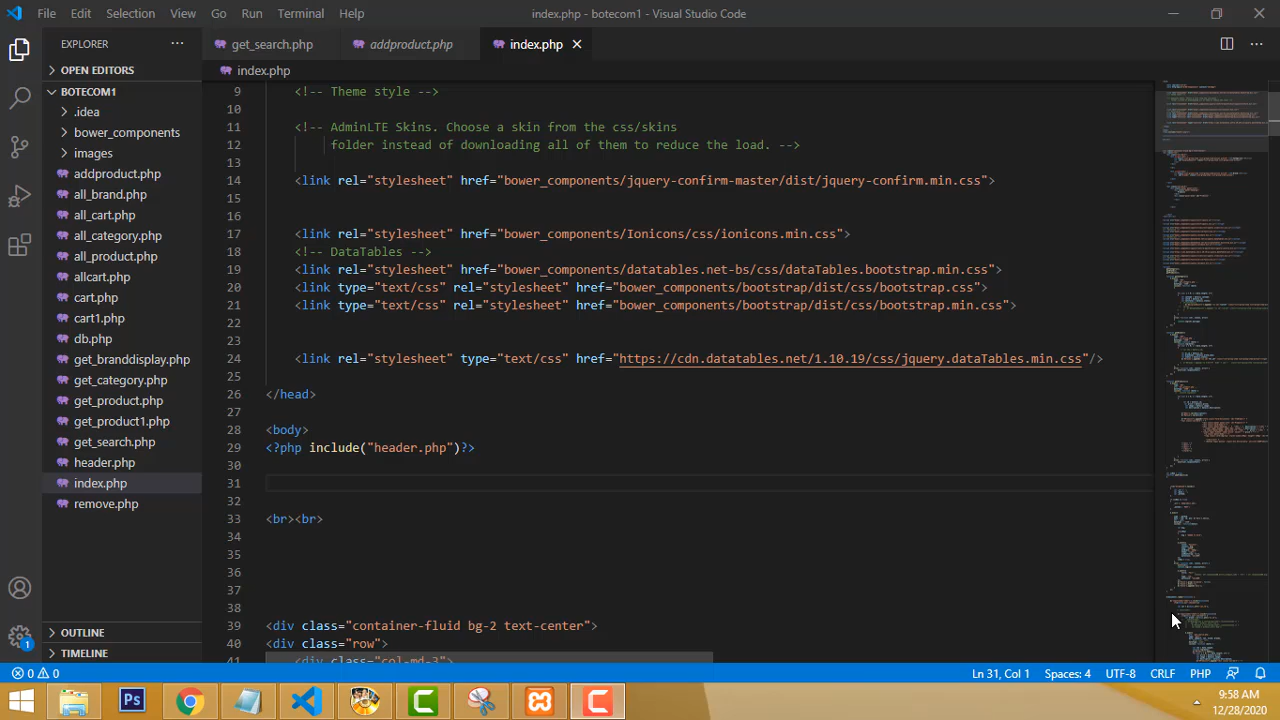 File Edit Selection View Go Run Terminal Help index.php - botecom1 - Visual Studio Code
EXPLORER
get_search.php addproduct.php index.php
OPEN EDITORS
index.php
BOTECOM1
.idea
bower_components
images
addproduct.php
all_brand.php
all_cart.php
all_category.php
all_product.php
allcart.php
cart.php
cart1.php
db.php
get_branddisplay.php
get_category.php
get_product.php
get_product1.php
get_search.php
header.php
index.php
remove.php
OUTLINE
TIMELINE
9 <!-- Theme style -->
10
11 <!-- AdminLTE Skins. Choose a skin from the css/skins
12 folder instead of downloading all of them to reduce the load. -->
13
14 <link rel="stylesheet" href="bower_components/jquery-confirm-master/dist/jquery-confirm.min.css">
15
16
17 <link rel="stylesheet" href="bower_components/Ionicons/css/ionicons.min.css">
18 <!-- DataTables -->
19 <link rel="stylesheet" href="bower_components/datatables.net-bs/css/dataTables.bootstrap.min.css">
20 <link type="text/css" rel="stylesheet" href="bower_components/bootstrap/dist/css/bootstrap.css">
21 <link type="text/css" rel="stylesheet" href="bower_components/bootstrap/dist/css/bootstrap.min.css">
22
23
24 <link rel="stylesheet" type="text/css" href="https://cdn.datatables.net/1.10.19/css/jquery.dataTables.min.css"/>
25
26 </head>
27
28 <body>
29 <?php include("header.php")?>
30
31
32
33 <br><br>
34
35
36
37
38
39 <div class="container-fluid bg-2 text-center">
40 <div class="row">
41 <div class="col-md-3">
1
0 0 Ln 31, Col 1 Spaces: 4 UTF-8 CRLF PHP
Ps
9:58 AM
12/28/2020